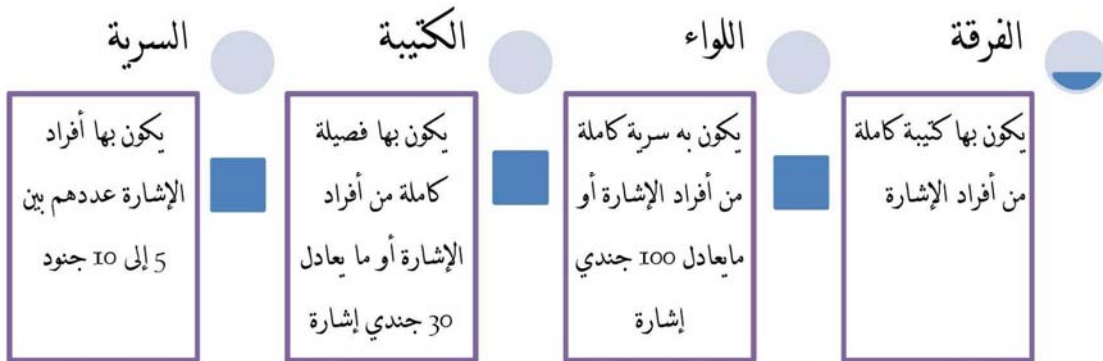 الفرقة
يكون بها كتيبة كاملة
من أفراد الإشارة
اللواء
يكون به سرية كاملة
من أفراد الإشارة أو
مايعادل 100 جندي
إشارة
الكتيبة
يكون بها فصيلة
كاملة من أفراد
الإشارة أو ما يعادل
30 جندي إشارة
السرية
يكون بها أفراد
الإشارة عددهم بين
5 إلى 10 جنود